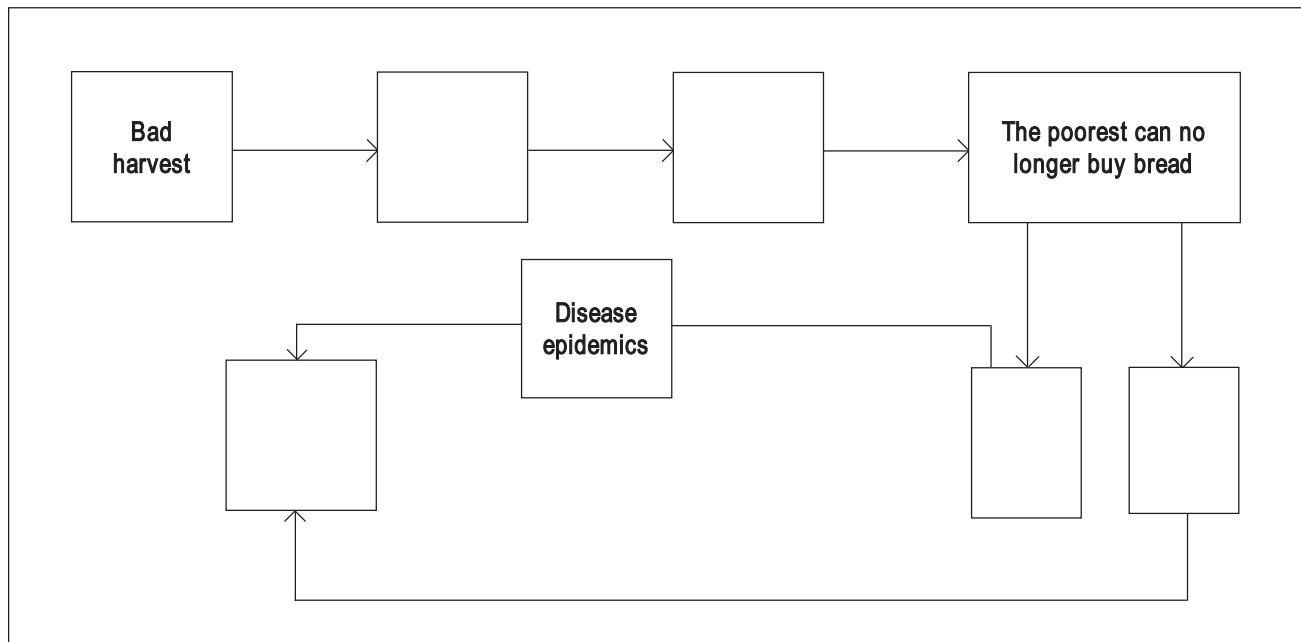 Bad
harvest
The poorest can no
longer buy bread
Disease
epidemics